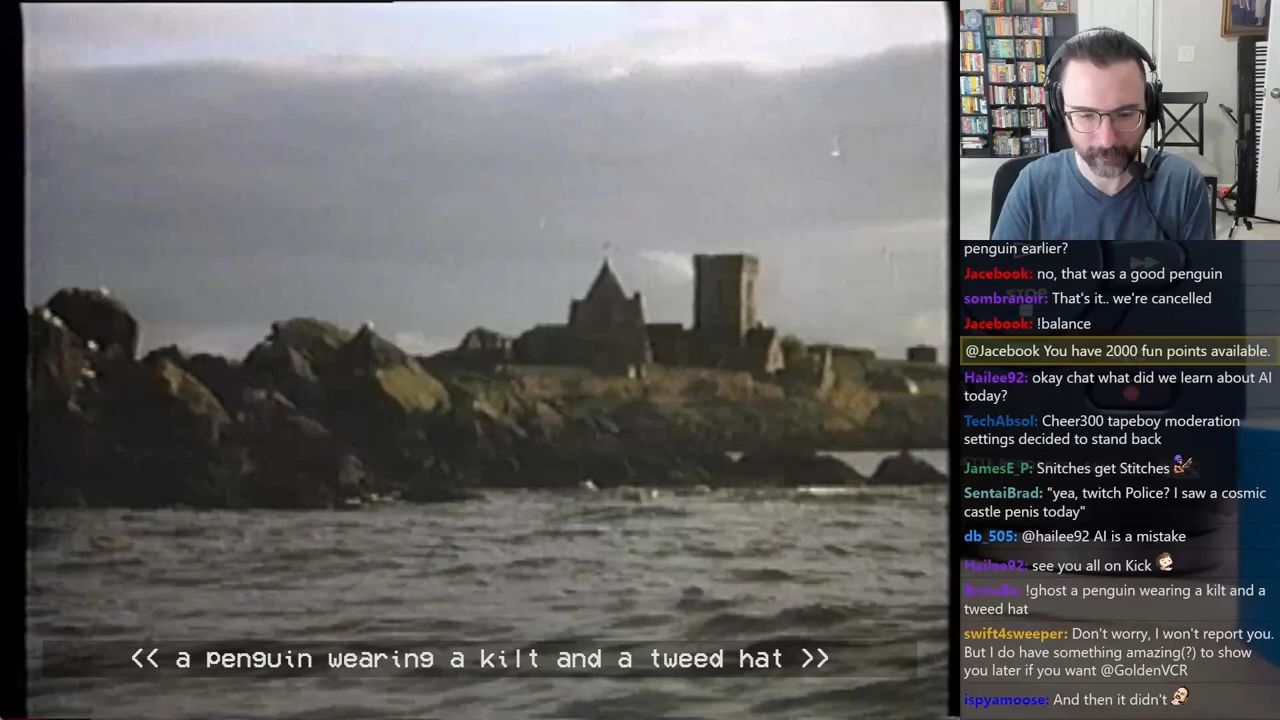 penguin earlier?
Jacebook: no, that was a good penguin
sombranoir: That's it.. we're cancelled
Jacebook: !balance
@Jacebook You have 2000 fun points available.
Hailee92: okay chat what did we learn about AI
today?
TechAbsol: Cheer300 tapeboy moderation
settings decided to stand back
JamesE_P: Snitches get Stitches
SentaiBrad: "yea, twitch Police? I saw a cosmic
castle penis today"
db_505: @hailee92 AI is a mistake
Hailee92: see you all on Kick
!ghost a penguin wearing a kilt and a
tweed hat
swift4sweeper: Don't worry, I won't report you.
But I do have something amazing(?) to show
you later if you want @GoldenVCR
ispyamoose: And then it didn't
<< a penguin wearing a kilt and a tweed hat >>